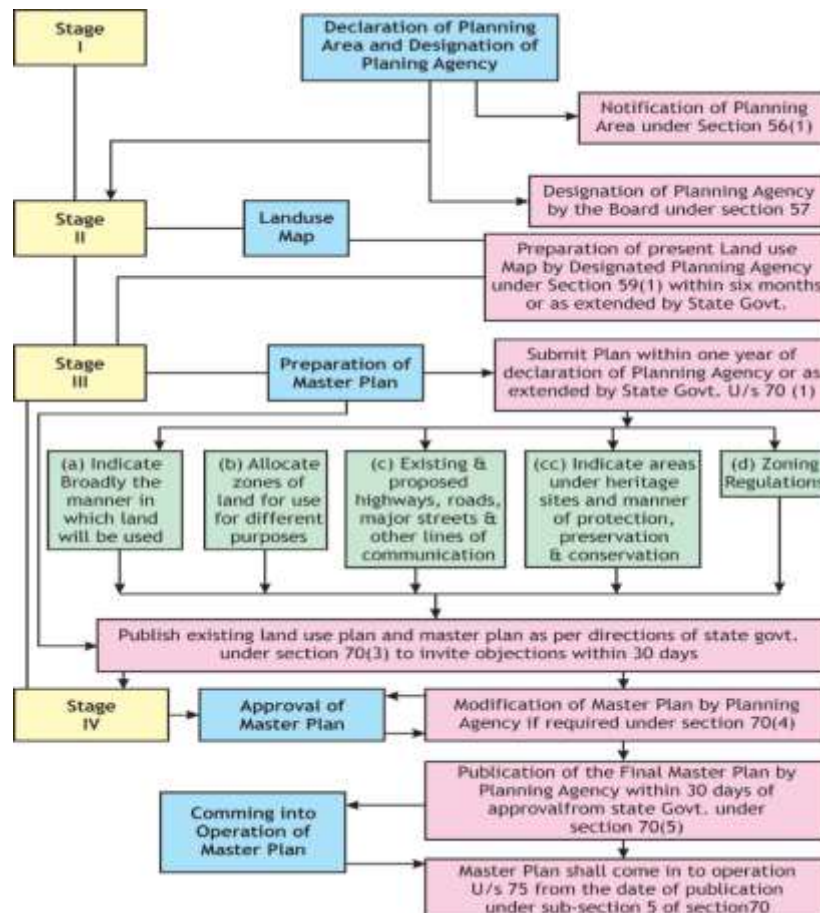 Stage
I
Declaration of Planning
Area and Designation of
Planing Agency
Notification of Planning
Area under Section 56(1)
Designation of Planning Agency
by the Board under section 57
Stage
II
Landuse
Map
Preparation of present Land use
Map by Designated Planning Agency
under Section 59(1) within six months
or as extended by State Govt.
Stage
III
Preparation of
Master Plan
Submit Plan within one year of
declaration of Planning Agency or as
extended by State Govt. U/s 70 (1)
(a) Indicate
Broadly the
manner in
which land
will be used
(b) Allocate
zones of
land for use
for different
purposes
(c) Existing &
proposed
highways, roads,
major streets &
other lines of
communication
(cc) Indicate areas
under heritage
sites and manner
of protection,
preservation
& conservation
(d) Zoning
Regulations
Publish existing land use plan and master plan as per directions of state govt.
under section 70(3) to invite objections within 30 days
Stage
IV
Approval of
Master Plan
Modification of Master Plan by Planning
Agency if required under section 70(4)
Publication of the Final Master Plan by
Planning Agency within 30 days of
approvalfrom state Govt. under
section 70(5)
Comming into
Operation of
Master Plan
Master Plan shall come in to operation
U/s 75 from the date of publication
under sub-section 5 of section70